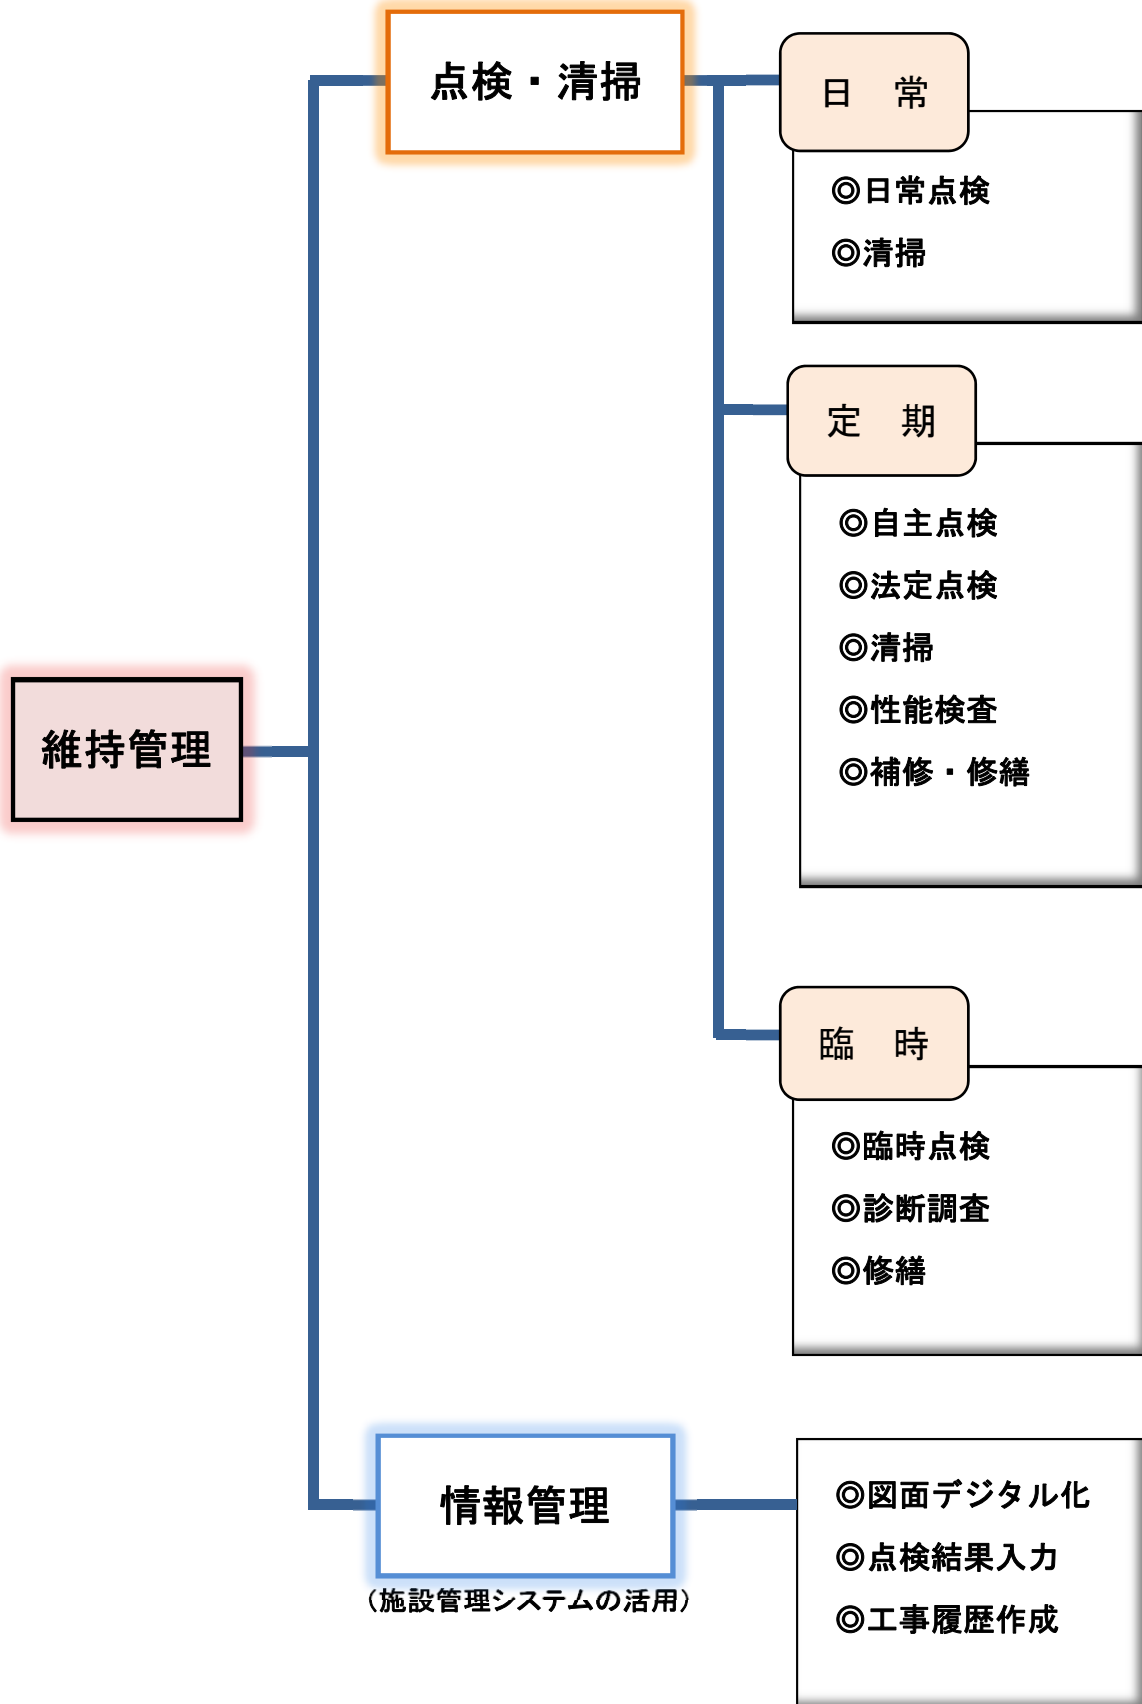 維持管理
点検・清掃
日　常
◎日常点検
◎清掃
定　期
◎自主点検
◎法定点検
◎清掃
◎性能検査
◎補修・修繕
臨　時
◎臨時点検
◎診断調査
◎修繕
情報管理
（施設管理システムの活用）
◎図面デジタル化
◎点検結果入力
◎工事履歴作成